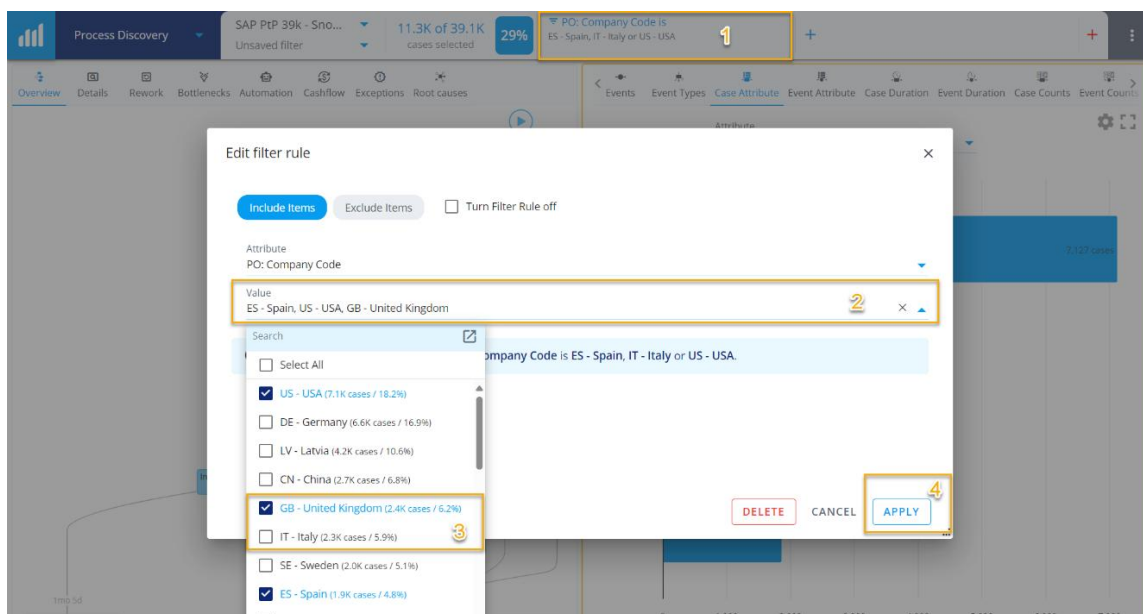 Process Discovery
SAP PtP 39k - Sno...
Unsaved filter
11.3K of 39.1K
cases selected
29%
PO: Company Code is
ES - Spain, IT - Italy or US - USA
1
+
+
Overview Details Rework Bottlenecks Automation Cashflow Exceptions Root causes
Events Event Types Case Attribute Event Attribute Case Duration Event Duration Case Counts Event Counts
Attribute
Edit filter rule
×
Include Items Exclude Items Turn Filter Rule off
Attribute
PO: Company Code
7,127 cases
Value
ES - Spain, US - USA, GB - United Kingdom
2
×
Search
Select All
ompany Code is ES - Spain, IT - Italy or US - USA.
US - USA (7.1K cases / 18.2%)
DE - Germany (6.6K cases / 16.9%)
LV - Latvia (4.2K cases / 10.6%)
CN - China (2.7K cases / 6.8%)
GB - United Kingdom (2.4K cases / 6.2%)
IT - Italy (2.3K cases / 5.9%)
3
DELETE CANCEL APPLY
4
SE - Sweden (2.0K cases / 5.1%)
ES - Spain (1.9K cases / 4.8%)
1mo 5d